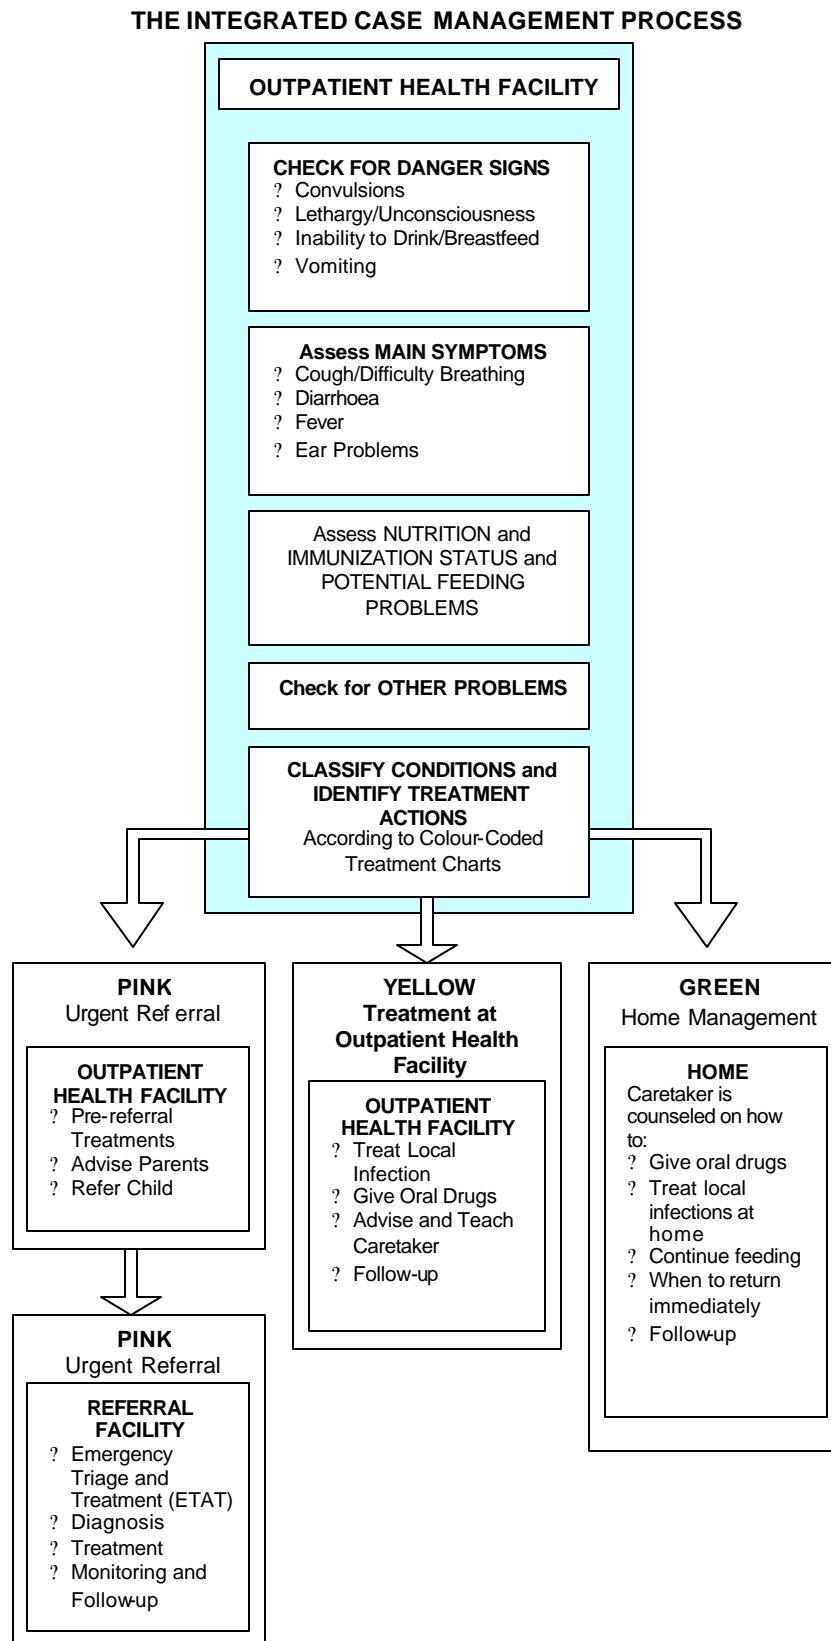 THE INTEGRATED CASE MANAGEMENT PROCESS
OUTPATIENT HEALTH FACILITY
CHECK FOR DANGER SIGNS
? Convulsions
? Lethargy/Unconsciousness
? Inability to Drink/Breastfeed
? Vomiting
Assess MAIN SYMPTOMS
? Cough/Difficulty Breathing
? Diarrhoea
? Fever
? Ear Problems
Assess NUTRITION and
IMMUNIZATION STATUS and
POTENTIAL FEEDING
PROBLEMS
Check for OTHER PROBLEMS
CLASSIFY CONDITIONS and
IDENTIFY TREATMENT
ACTIONS
According to Colour-Coded
Treatment Charts
PINK
Urgent Ref erral
OUTPATIENT
HEALTH FACILITY
? Pre-referral
Treatments
? Advise Parents
? Refer Child
PINK
Urgent Referral
REFERRAL
FACILITY
? Emergency
Triage and
Treatment (ETAT)
? Diagnosis
? Treatment
? Monitoring and
Follow-up
YELLOW
Treatment at
Outpatient Health
Facility
OUTPATIENT
HEALTH FACILITY
? Treat Local
Infection
? Give Oral Drugs
? Advise and Teach
Caretaker
? Follow-up
GREEN
Home Management
HOME
Caretaker is
counseled on how
to:
? Give oral drugs
? Treat local
infections at
home
? Continue feeding
? When to return
immediately
? Follow-up